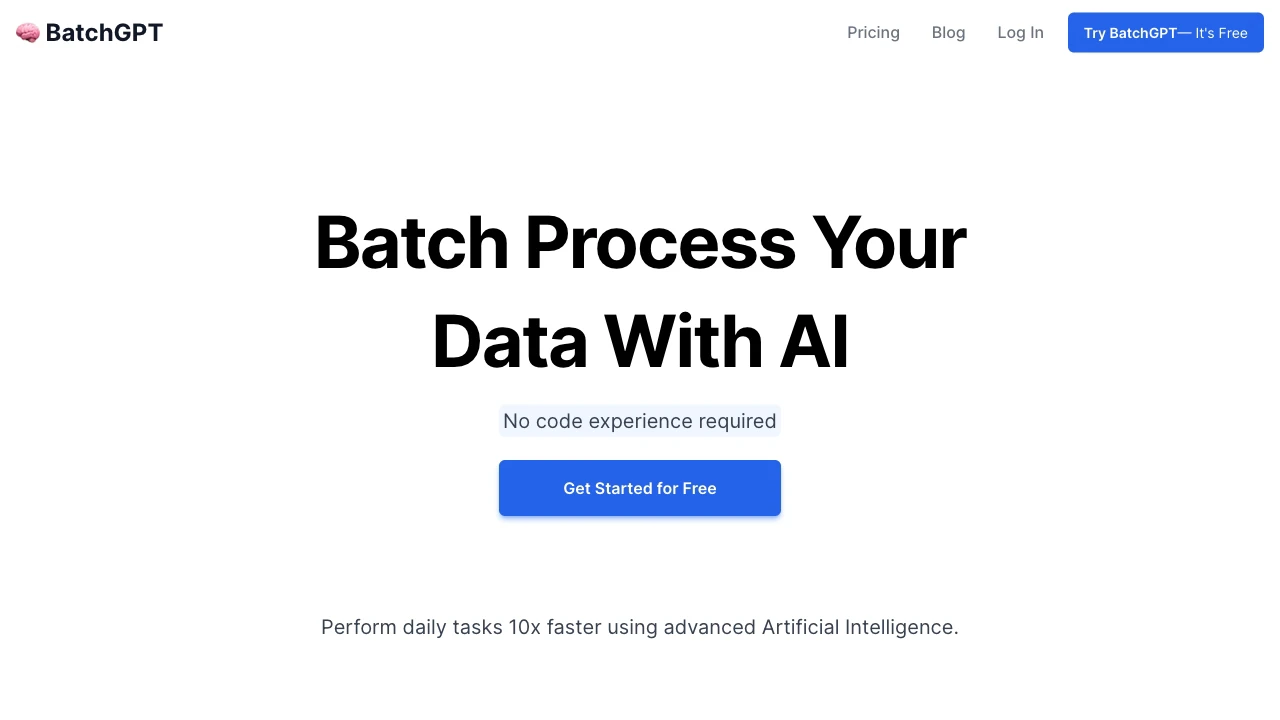 BatchGPT
Pricing
Blog
Log In
Try BatchGPT— It's Free
Batch Process Your
Data With AI
No code experience required
Get Started for Free
Perform daily tasks 10x faster using advanced Artificial Intelligence.